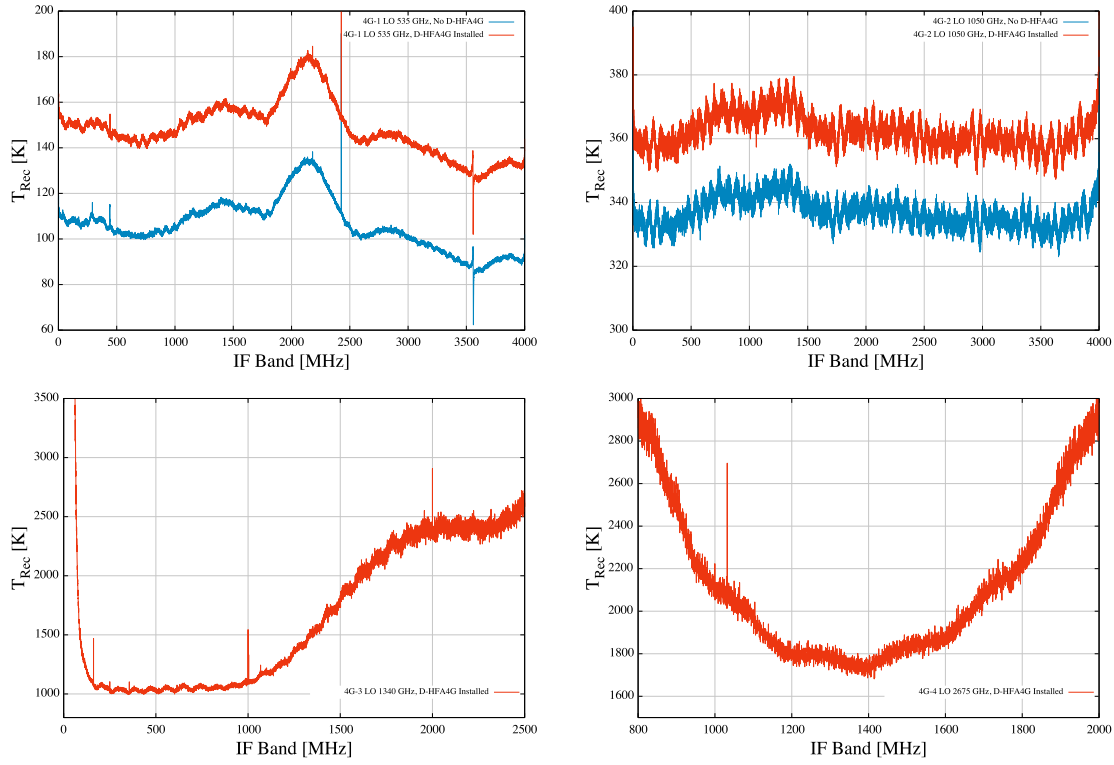 4G-1 LO 535 GHz, No D-HFA4G
4G-1 LO 535 GHz, D-HFA4G Installed
200
180
160
140
120
100
80
60
T_Rec [K]
0 500 1000 1500 2000 2500 3000 3500 4000
IF Band [MHz]
4G-2 LO 1050 GHz, No D-HFA4G
4G-2 LO 1050 GHz, D-HFA4G Installed
400
380
360
340
320
300
T_Rec [K]
0 500 1000 1500 2000 2500 3000 3500 4000
IF Band [MHz]
3500
3000
2500
2000
1500
1000
T_Rec [K]
4G-3 LO 1340 GHz, D-HFA4G Installed
0 500 1000 1500 2000 2500
IF Band [MHz]
3000
2800
2600
2400
2200
2000
1800
1600
T_Rec [K]
4G-4 LO 2675 GHz, D-HFA4G Installed
800 1000 1200 1400 1600 1800 2000
IF Band [MHz]